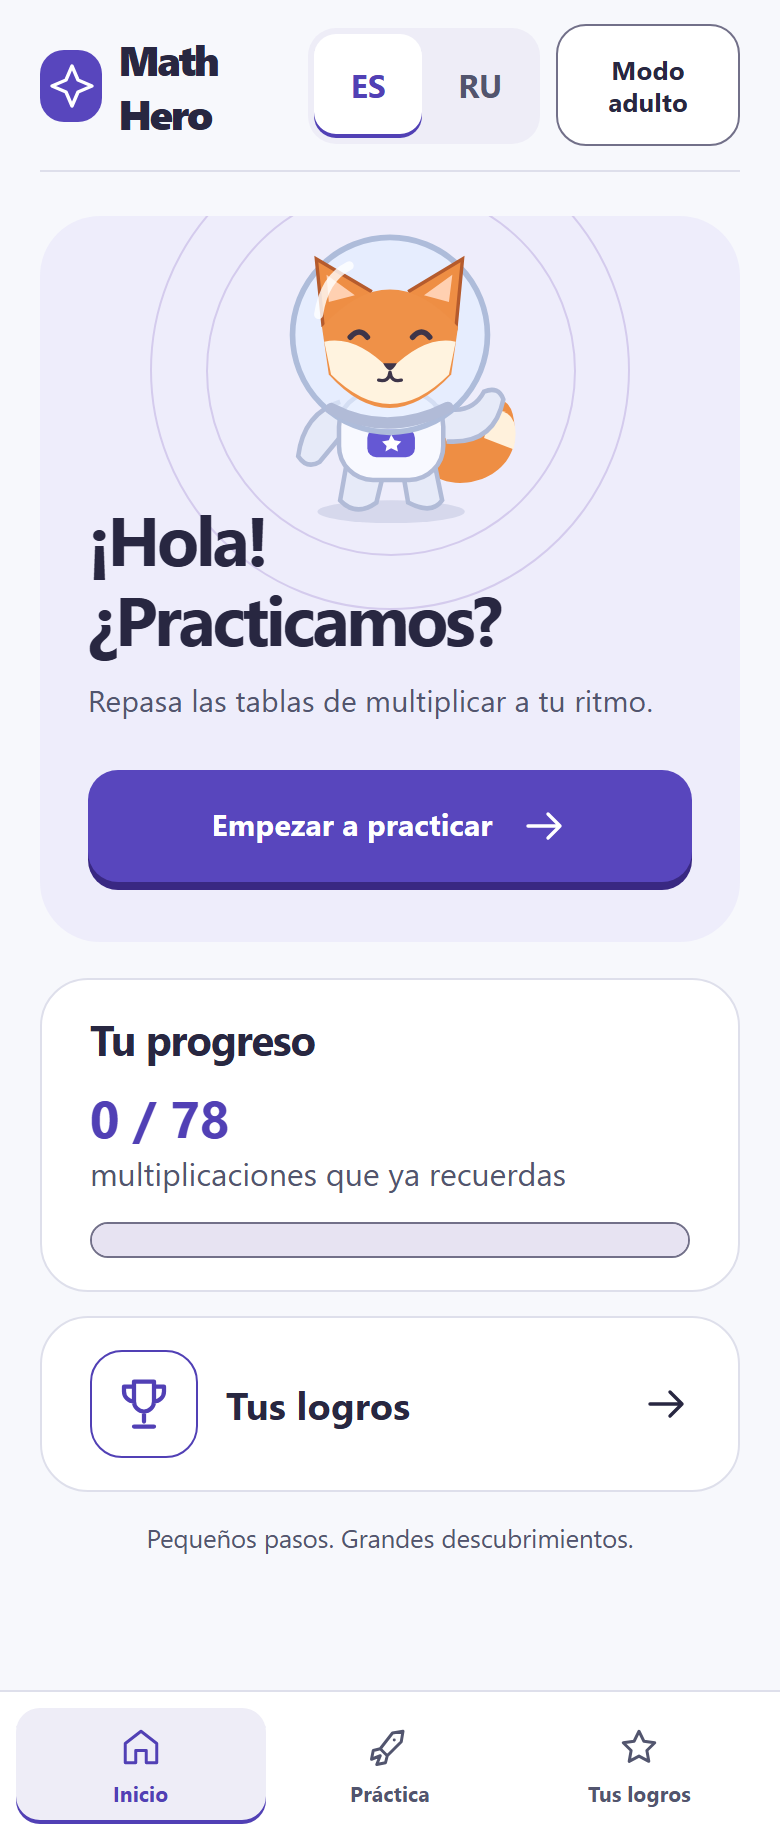 Math
Hero
ES
RU
Modo
adulto
¡Hola!
¿Practicamos?
Repasa las tablas de multiplicar a tu ritmo.
Empezar a practicar
Tu progreso
0 / 78
multiplicaciones que ya recuerdas
Tus logros
Pequeños pasos. Grandes descubrimientos.
Inicio
Práctica
Tus logros